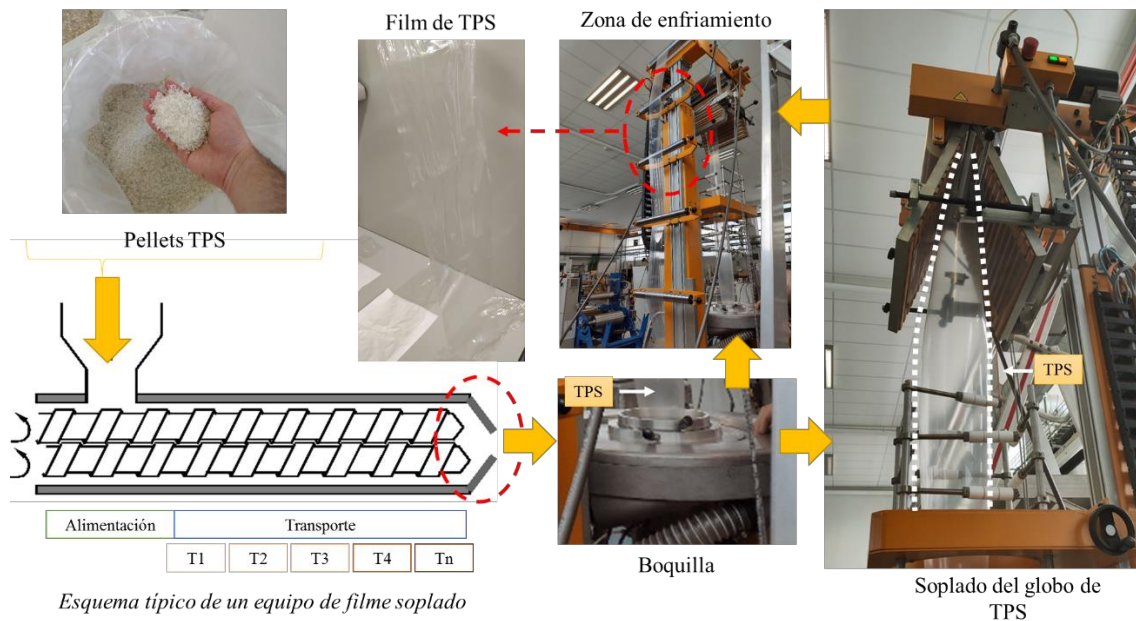 Film de TPS
Zona de enfriamiento
Pellets TPS
TPS
TPS
Alimentación
Transporte
T1
T2
T3
T4
Tn
Boquilla
Soplado del globo de
TPS
Esquema típico de un equipo de filme soplado